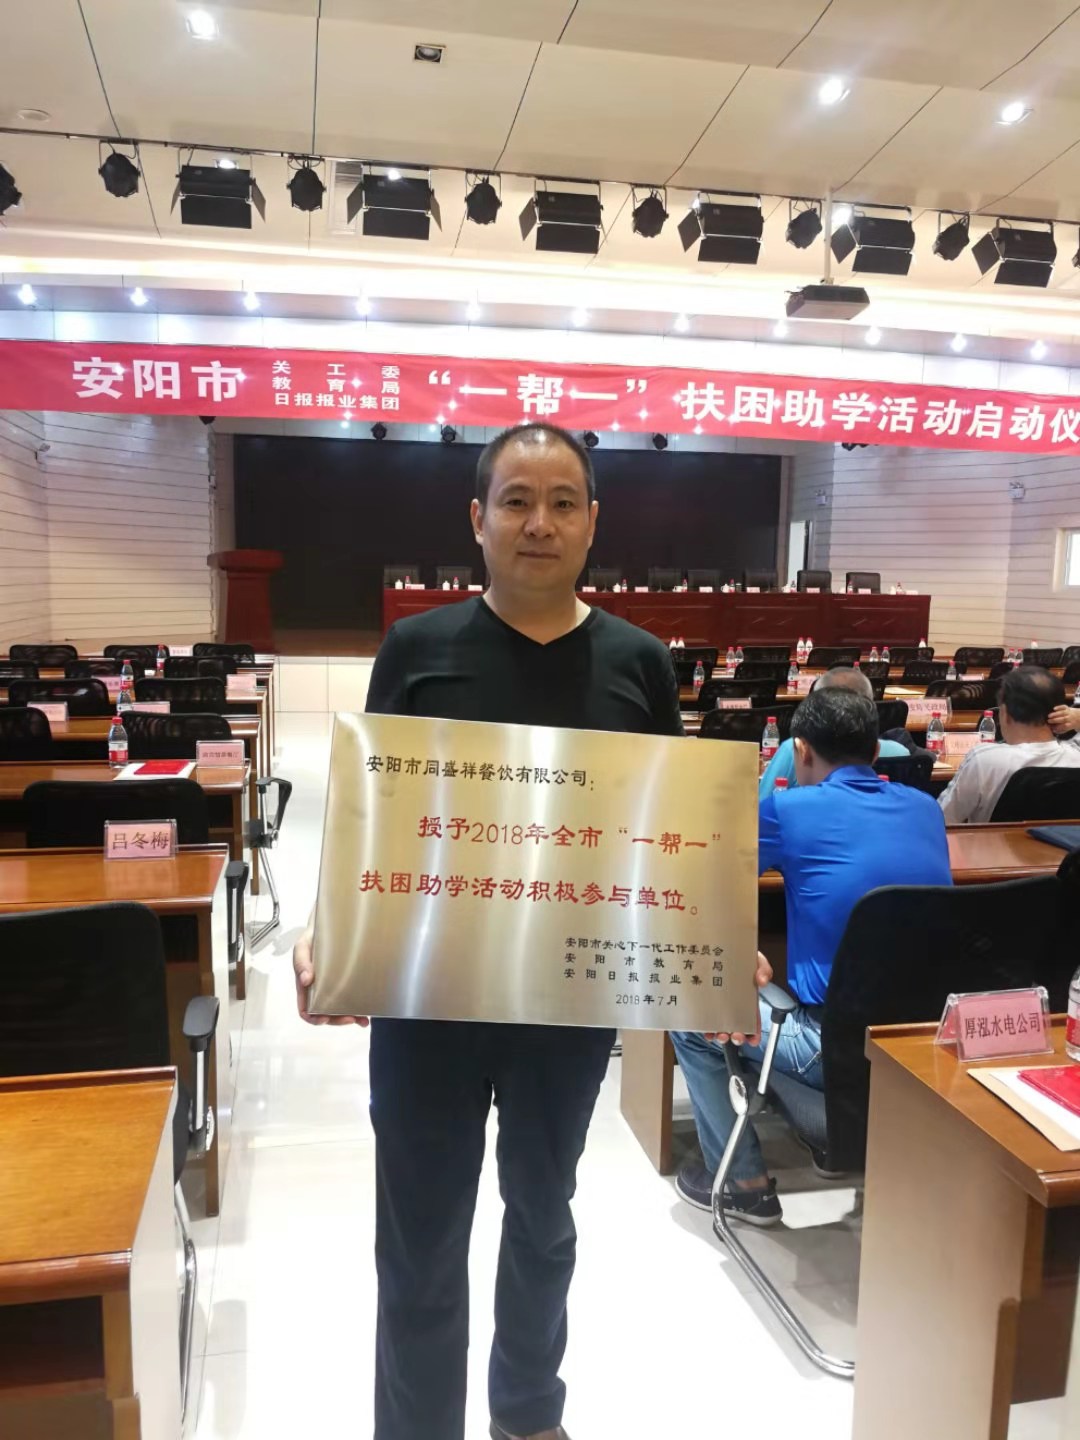 安阳市
关工委
教育局
日报报业集团
“一帮一”扶困助学活动启动仪
安阳市同盛祥餐饮有限公司：
授予2018年全市“一帮一”
扶困助学活动积极参与单位。
安阳市关心下一代工作委员会
安阳市教育局
安阳日报报业集团
2018年7月
吕冬梅
厚泓水电公司